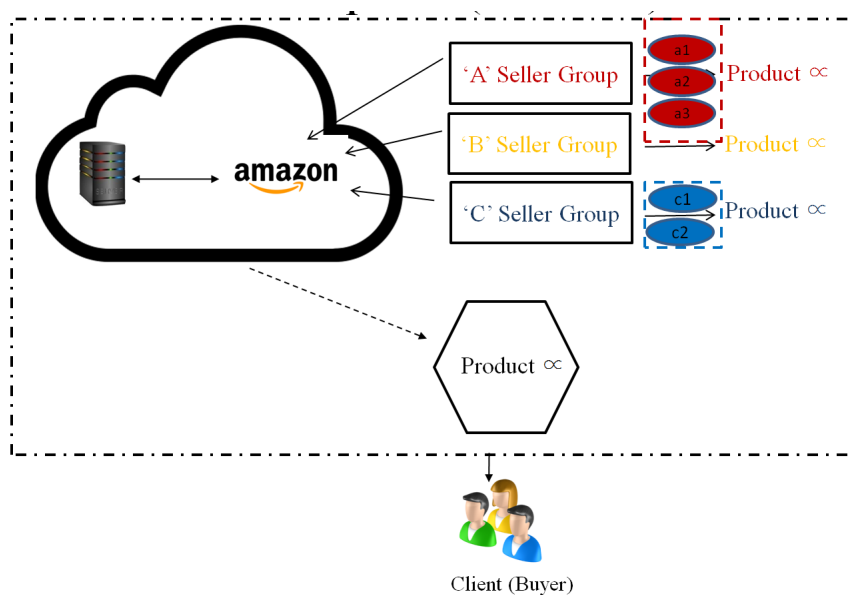 'A' Seller Group
a1
a2
a3
Product ∝
'B' Seller Group
Product ∝
amazon
'C' Seller Group
c1
c2
Product ∝
Product ∝
Client (Buyer)